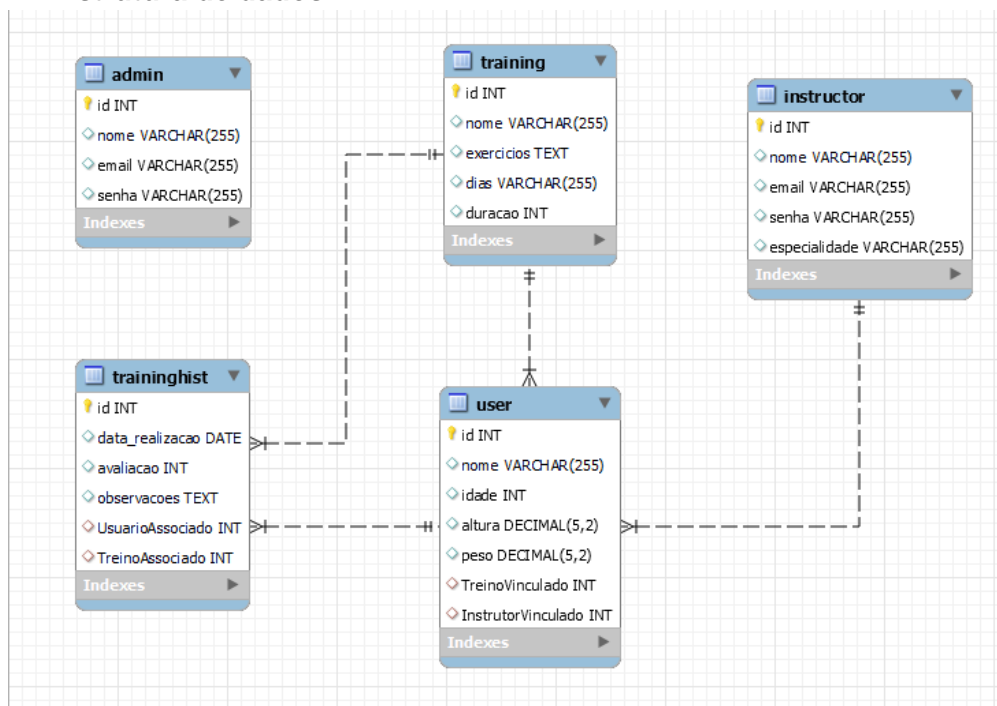 admin
id INT
nome VARCHAR(255)
email VARCHAR(255)
senha VARCHAR(255)
Indexes
training
id INT
nome VARCHAR(255)
exercicios TEXT
dias VARCHAR(255)
duracao INT
Indexes
instructor
id INT
nome VARCHAR(255)
email VARCHAR(255)
senha VARCHAR(255)
especialidade VARCHAR(255)
Indexes
traininghist
id INT
data_realizacao DATE
avaliacao INT
observacoes TEXT
UsuarioAssociado INT
TreinoAssociado INT
Indexes
user
id INT
nome VARCHAR(255)
idade INT
altura DECIMAL(5,2)
peso DECIMAL(5,2)
TreinoVinculado INT
InstrutorVinculado INT
Indexes